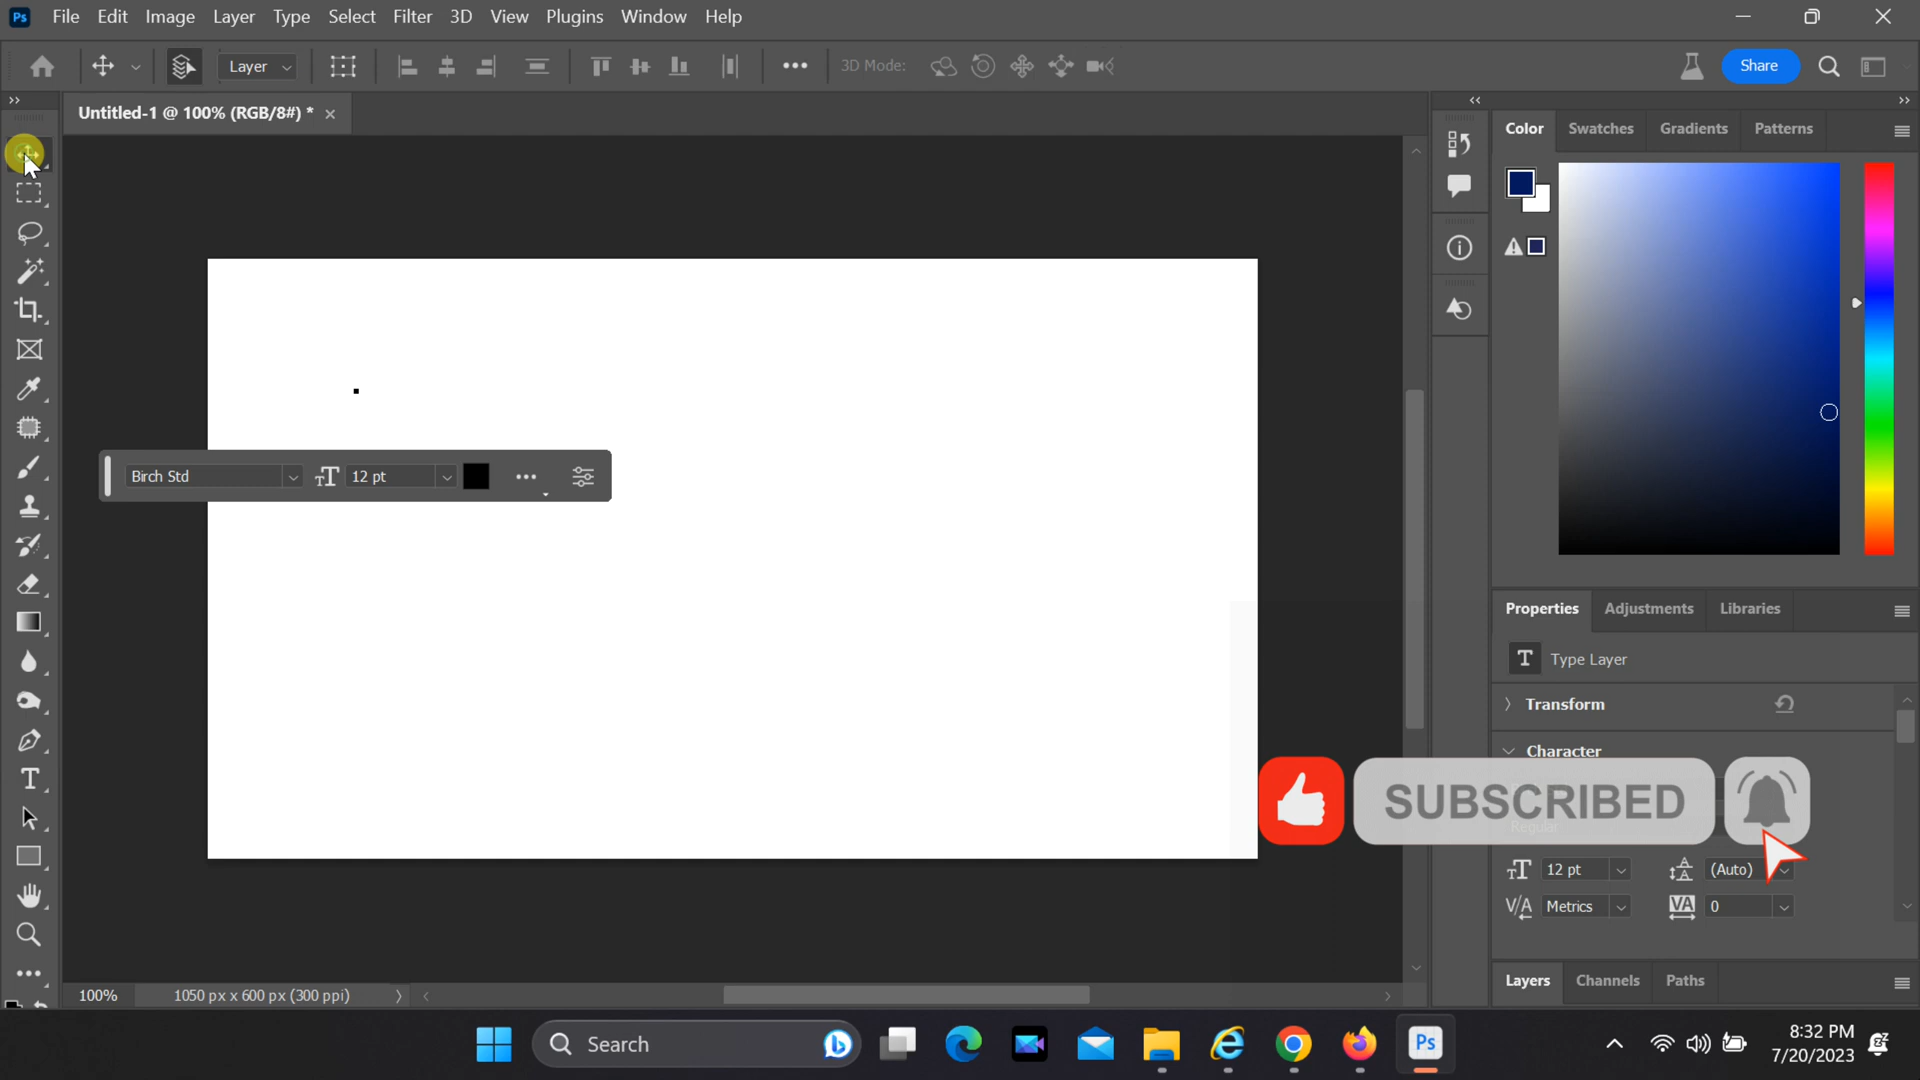 Ps File Edit Image Layer Type Select Filter 3D View Plugins Window Help
Layer 3D Mode: Share
Untitled-1 @ 100% (RGB/8#) *
Color Swatches Gradients Patterns
Birch Std 12 pt
Properties Adjustments Libraries
T Type Layer
Transform
Character
SUBSCRIBED
Regular
12 pt (Auto)
Metrics 0
Layers Channels Paths
100% 1050 px x 600 px (300 ppi)
Search Ps
8:32 PM
7/20/2023